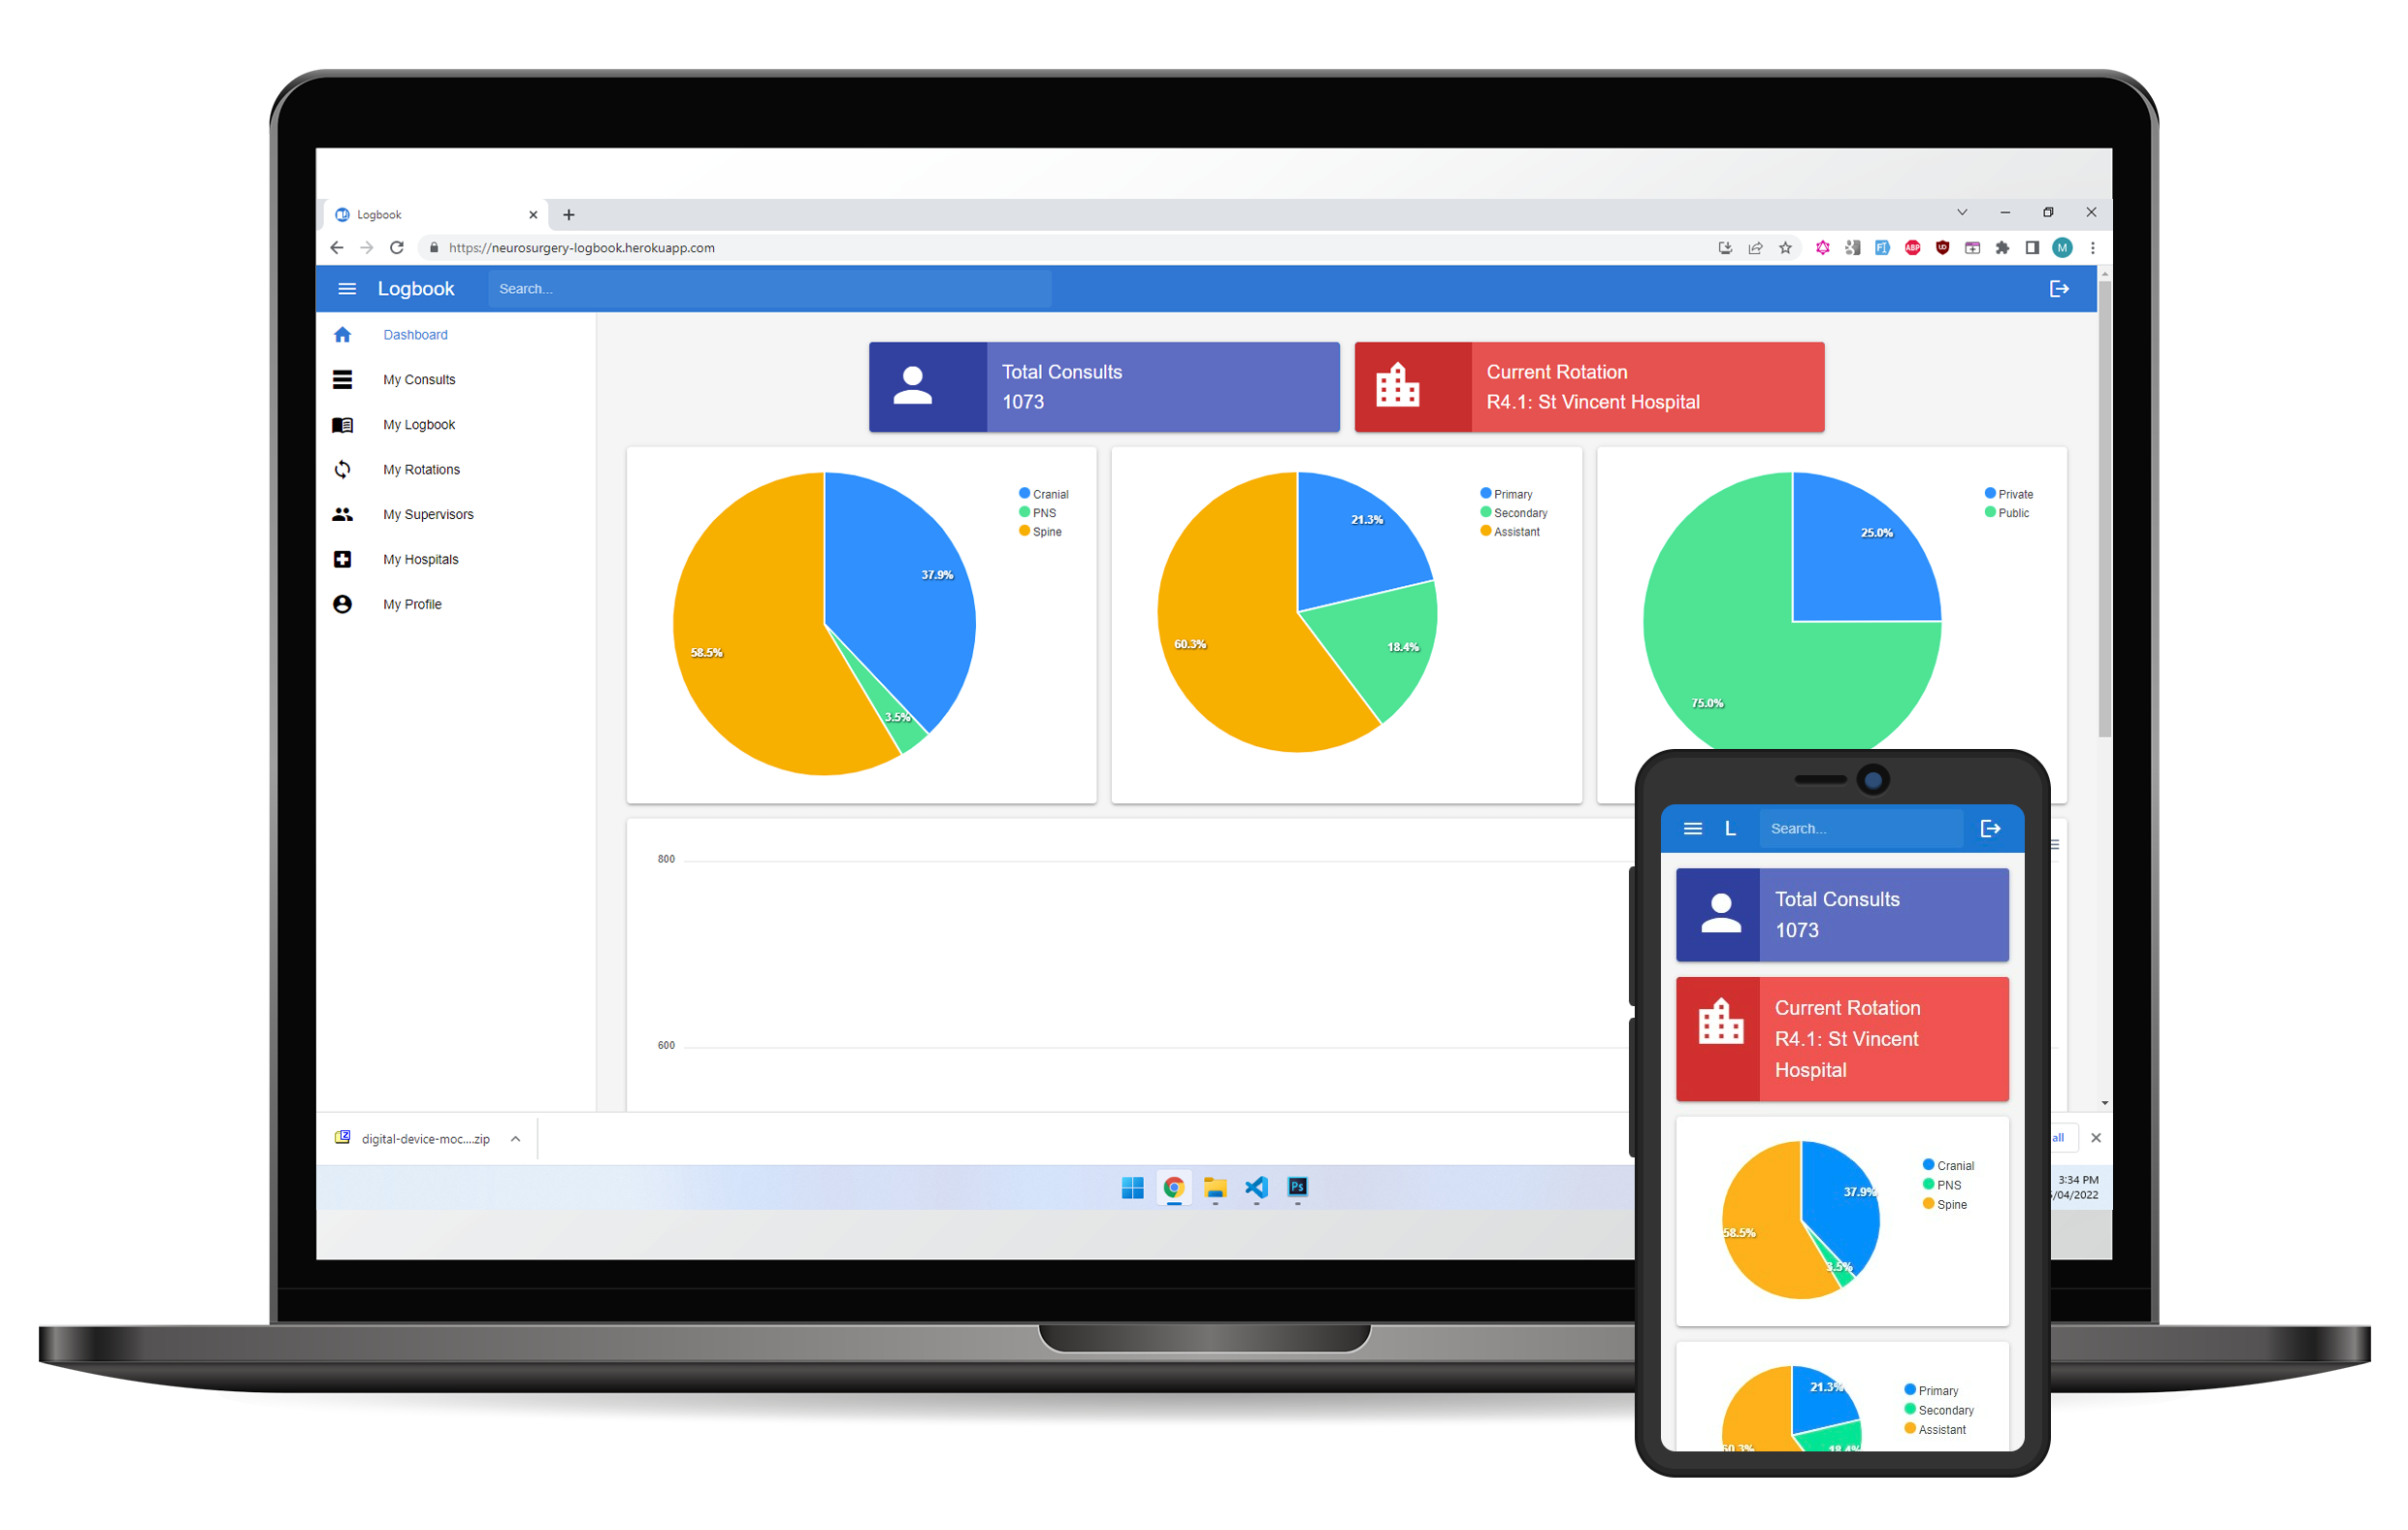 Logbook
https://neurosurgery-logbook.herokuapp.com
ABP
M
Logbook
Search...
Dashboard
My Consults
My Logbook
My Rotations
My Supervisors
My Hospitals
My Profile
Total Consults
1073
Current Rotation
R4.1: St Vincent Hospital
37.9%
3.5%
58.5%
Cranial
PNS
Spine
21.3%
18.4%
60.3%
Primary
Secondary
Assistant
25.0%
75.0%
Private
Public
800
600
digital-device-moc....zip
all
Ps
3:34 PM
/04/2022
L
Search...
Total Consults
1073
Current Rotation
R4.1: St Vincent
Hospital
37.9%
58.5%
3.5%
Cranial
PNS
Spine
21.3%
60.3%
18.4%
Primary
Secondary
Assistant